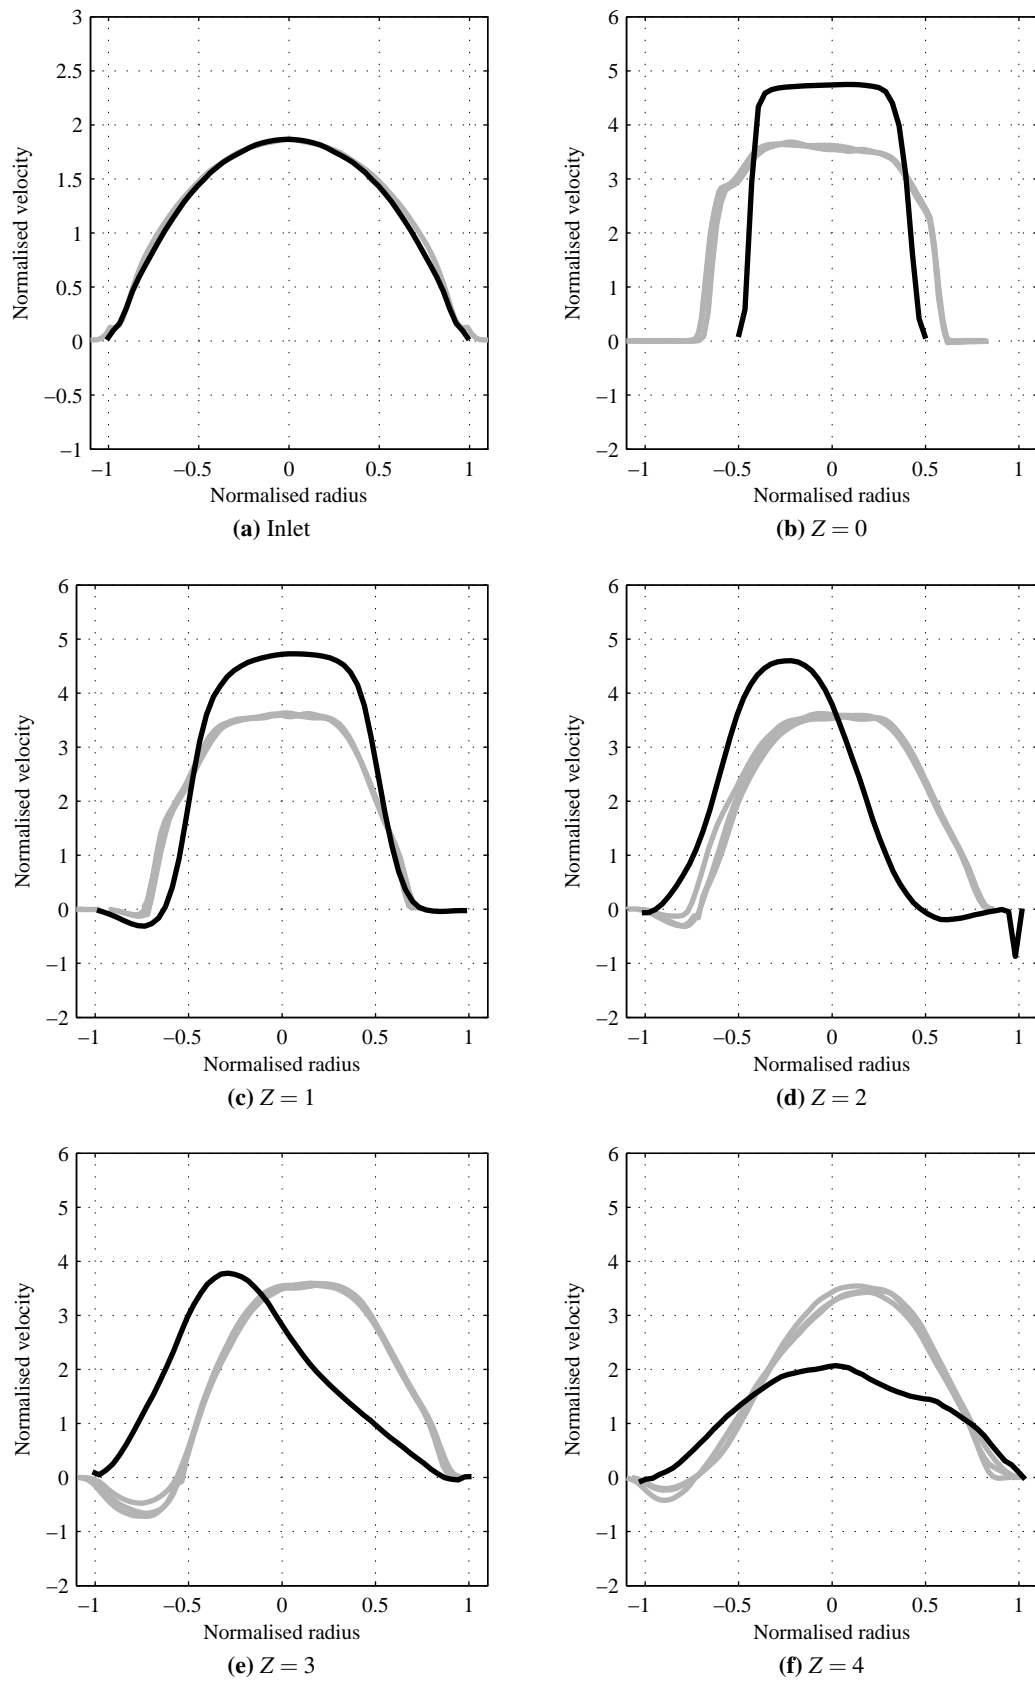 3
2.5
2
1.5
1
0.5
0
−0.5
−1
Normalised velocity
−1 −0.5 0 0.5 1
Normalised radius
(a) Inlet
6
5
4
3
2
1
0
−1
−2
Normalised velocity
−1 −0.5 0 0.5 1
Normalised radius
(b) Z = 0
6
5
4
3
2
1
0
−1
−2
Normalised velocity
−1 −0.5 0 0.5 1
Normalised radius
(c) Z = 1
6
5
4
3
2
1
0
−1
−2
Normalised velocity
−1 −0.5 0 0.5 1
Normalised radius
(d) Z = 2
6
5
4
3
2
1
0
−1
−2
Normalised velocity
−1 −0.5 0 0.5 1
Normalised radius
(e) Z = 3
6
5
4
3
2
1
0
−1
−2
Normalised velocity
−1 −0.5 0 0.5 1
Normalised radius
(f) Z = 4